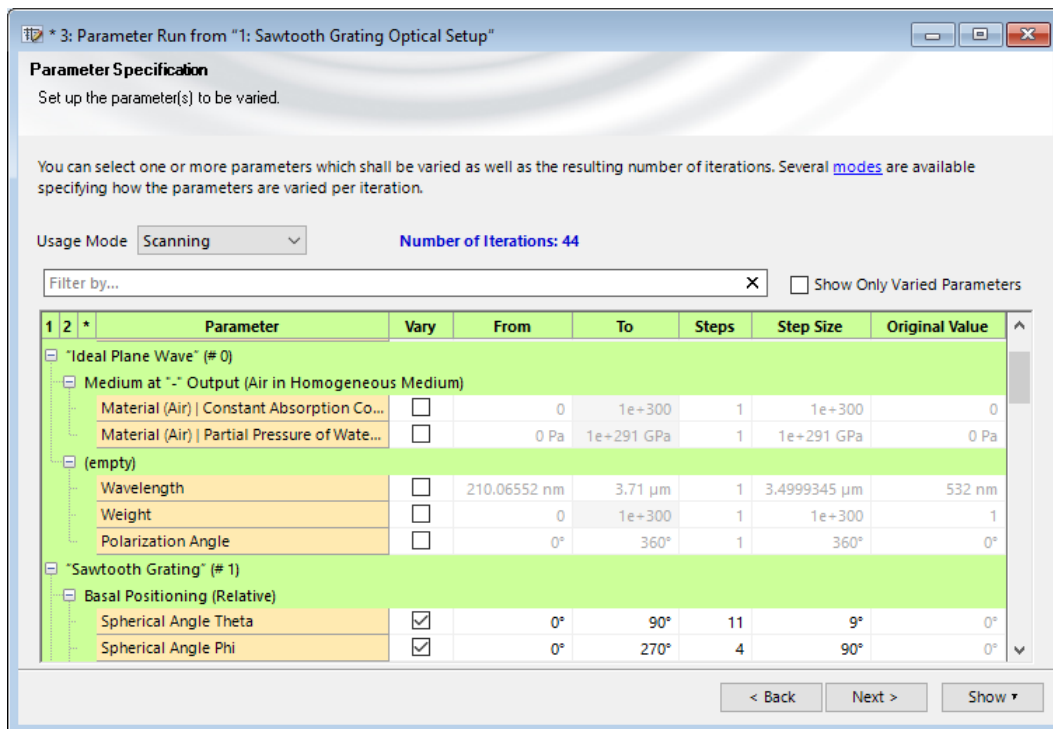 * 3: Parameter Run from "1: Sawtooth Grating Optical Setup"
Parameter Specification
Set up the parameter(s) to be varied.
You can select one or more parameters which shall be varied as well as the resulting number of iterations. Several modes are available
specifying how the parameters are varied per iteration.
Usage Mode Scanning Number of Iterations: 44
Filter by... Show Only Varied Parameters
1 2 * Parameter Vary From To Steps Step Size Original Value
"Ideal Plane Wave" (# 0)
Medium at "-" Output (Air in Homogeneous Medium)
Material (Air) | Constant Absorption Co... 0 1e+300 1 1e+300 0
Material (Air) | Partial Pressure of Wate... 0 Pa 1e+291 GPa 1 1e+291 GPa 0 Pa
(empty)
Wavelength 210.06552 nm 3.71 µm 1 3.4999345 µm 532 nm
Weight 0 1e+300 1 1e+300 1
Polarization Angle 0° 360° 1 360° 0°
"Sawtooth Grating" (# 1)
Basal Positioning (Relative)
Spherical Angle Theta 0° 90° 11 9° 0°
Spherical Angle Phi 0° 270° 4 90° 0°
< Back Next > Show